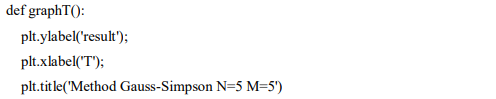 def graphT():
plt.ylabel('result');
plt.xlabel('T');
plt.title('Method Gauss-Simpson N=5 M=5')